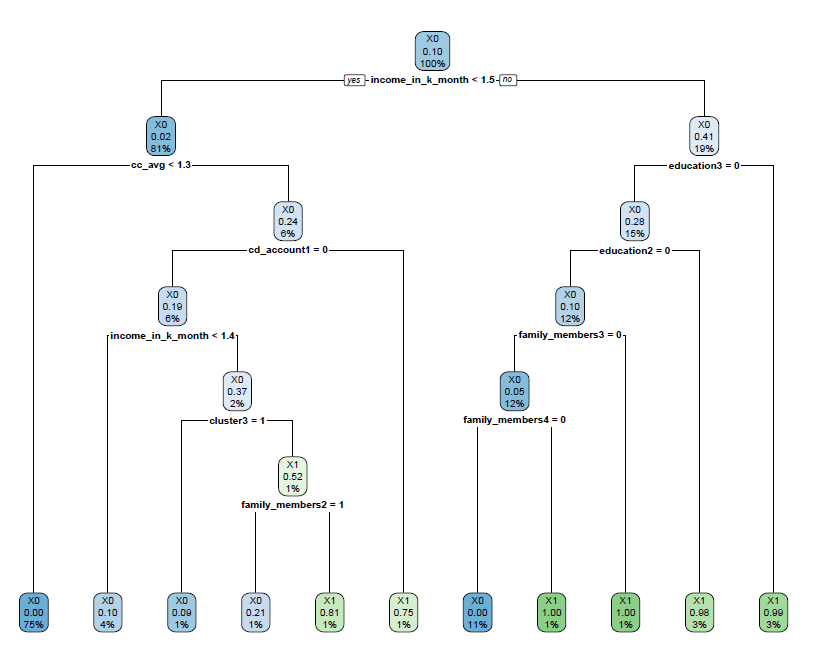 X0
0.10
100%
yes income_in_k_month < 1.5 no
X0
0.02
81%
X0
0.41
19%
cc_avg < 1.3
education3 = 0
X0
0.24
6%
X0
0.28
15%
cd_account1 = 0
education2 = 0
X0
0.19
6%
X0
0.10
12%
income_in_k_month < 1.4
family_members3 = 0
X0
0.37
2%
X0
0.05
12%
cluster3 = 1
family_members4 = 0
X1
0.52
1%
family_members2 = 1
X0
0.00
75%
X0
0.10
4%
X0
0.09
1%
X0
0.21
1%
X1
0.81
1%
X1
0.75
1%
X0
0.00
11%
X1
1.00
1%
X1
1.00
1%
X1
0.98
3%
X1
0.99
3%